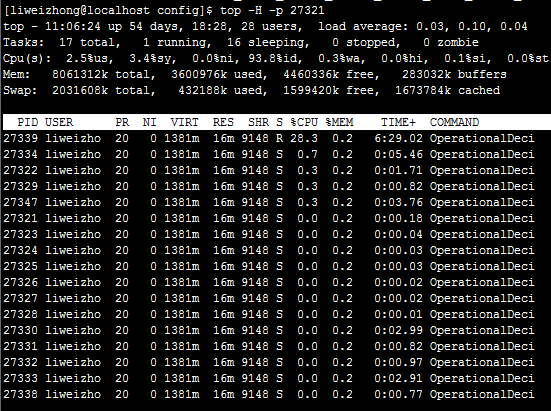 [liweizhong@localhost config]$ top -H -p 27321
top - 11:06:24 up 54 days, 18:28, 28 users,  load average: 0.03, 0.10, 0.04
Tasks:  17 total,   1 running,  16 sleeping,   0 stopped,   0 zombie
Cpu(s):  2.5%us,  3.4%sy,  0.0%ni, 93.8%id,  0.3%wa,  0.0%hi,  0.1%si,  0.0%st
Mem:   8061312k total,  3600976k used,  4460336k free,   283032k buffers
Swap:  2031608k total,   432188k used,  1599420k free,  1673784k cached
PID USER      PR  NI  VIRT  RES  SHR S %CPU %MEM    TIME+  COMMAND
27339 liweizho  20   0 1381m  16m 9148 R 28.3  0.2   6:29.02 OperationalDeci
27334 liweizho  20   0 1381m  16m 9148 S  0.7  0.2   0:05.46 OperationalDeci
27322 liweizho  20   0 1381m  16m 9148 S  0.3  0.2   0:01.71 OperationalDeci
27329 liweizho  20   0 1381m  16m 9148 S  0.3  0.2   0:00.82 OperationalDeci
27347 liweizho  20   0 1381m  16m 9148 S  0.3  0.2   0:03.76 OperationalDeci
27321 liweizho  20   0 1381m  16m 9148 S  0.0  0.2   0:00.18 OperationalDeci
27323 liweizho  20   0 1381m  16m 9148 S  0.0  0.2   0:00.04 OperationalDeci
27324 liweizho  20   0 1381m  16m 9148 S  0.0  0.2   0:00.03 OperationalDeci
27325 liweizho  20   0 1381m  16m 9148 S  0.0  0.2   0:00.03 OperationalDeci
27326 liweizho  20   0 1381m  16m 9148 S  0.0  0.2   0:00.02 OperationalDeci
27327 liweizho  20   0 1381m  16m 9148 S  0.0  0.2   0:00.02 OperationalDeci
27328 liweizho  20   0 1381m  16m 9148 S  0.0  0.2   0:00.01 OperationalDeci
27330 liweizho  20   0 1381m  16m 9148 S  0.0  0.2   0:02.99 OperationalDeci
27331 liweizho  20   0 1381m  16m 9148 S  0.0  0.2   0:00.82 OperationalDeci
27332 liweizho  20   0 1381m  16m 9148 S  0.0  0.2   0:00.97 OperationalDeci
27333 liweizho  20   0 1381m  16m 9148 S  0.0  0.2   0:02.91 OperationalDeci
27338 liweizho  20   0 1381m  16m 9148 S  0.0  0.2   0:00.77 OperationalDeci